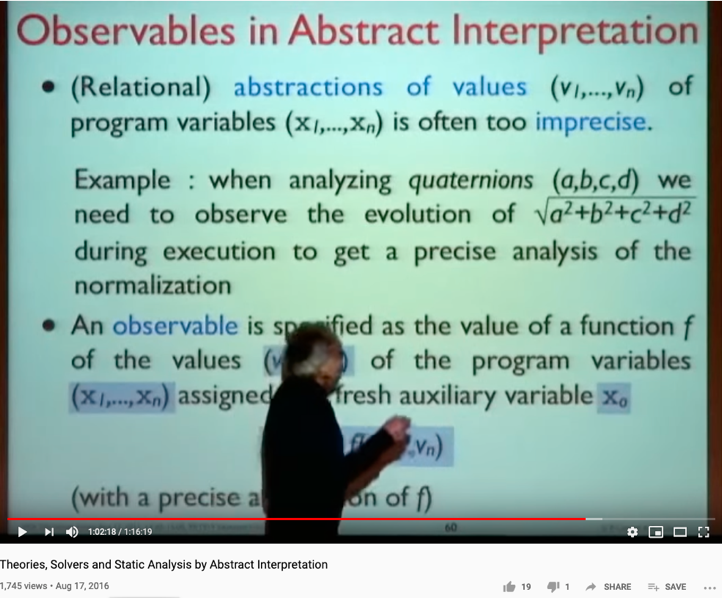 Observables in Abstract Interpretation
• (Relational) abstractions of values (v1,...,vn) of
program variables (x1,...,xn) is often too imprecise.
Example : when analyzing quaternions (a,b,c,d) we
need to observe the evolution of √a²+b²+c²+d²
during execution to get a precise analysis of the
normalization
• An observable is specified as the value of a function f
of the values (v of the program variables
(x1,...,xn) assigned fresh auxiliary variable x0
vn)
(with a precise a on of f)
60
1:02:18 / 1:16:19
Theories, Solvers and Static Analysis by Abstract Interpretation
1,745 views • Aug 17, 2016
19 1 SHARE SAVE